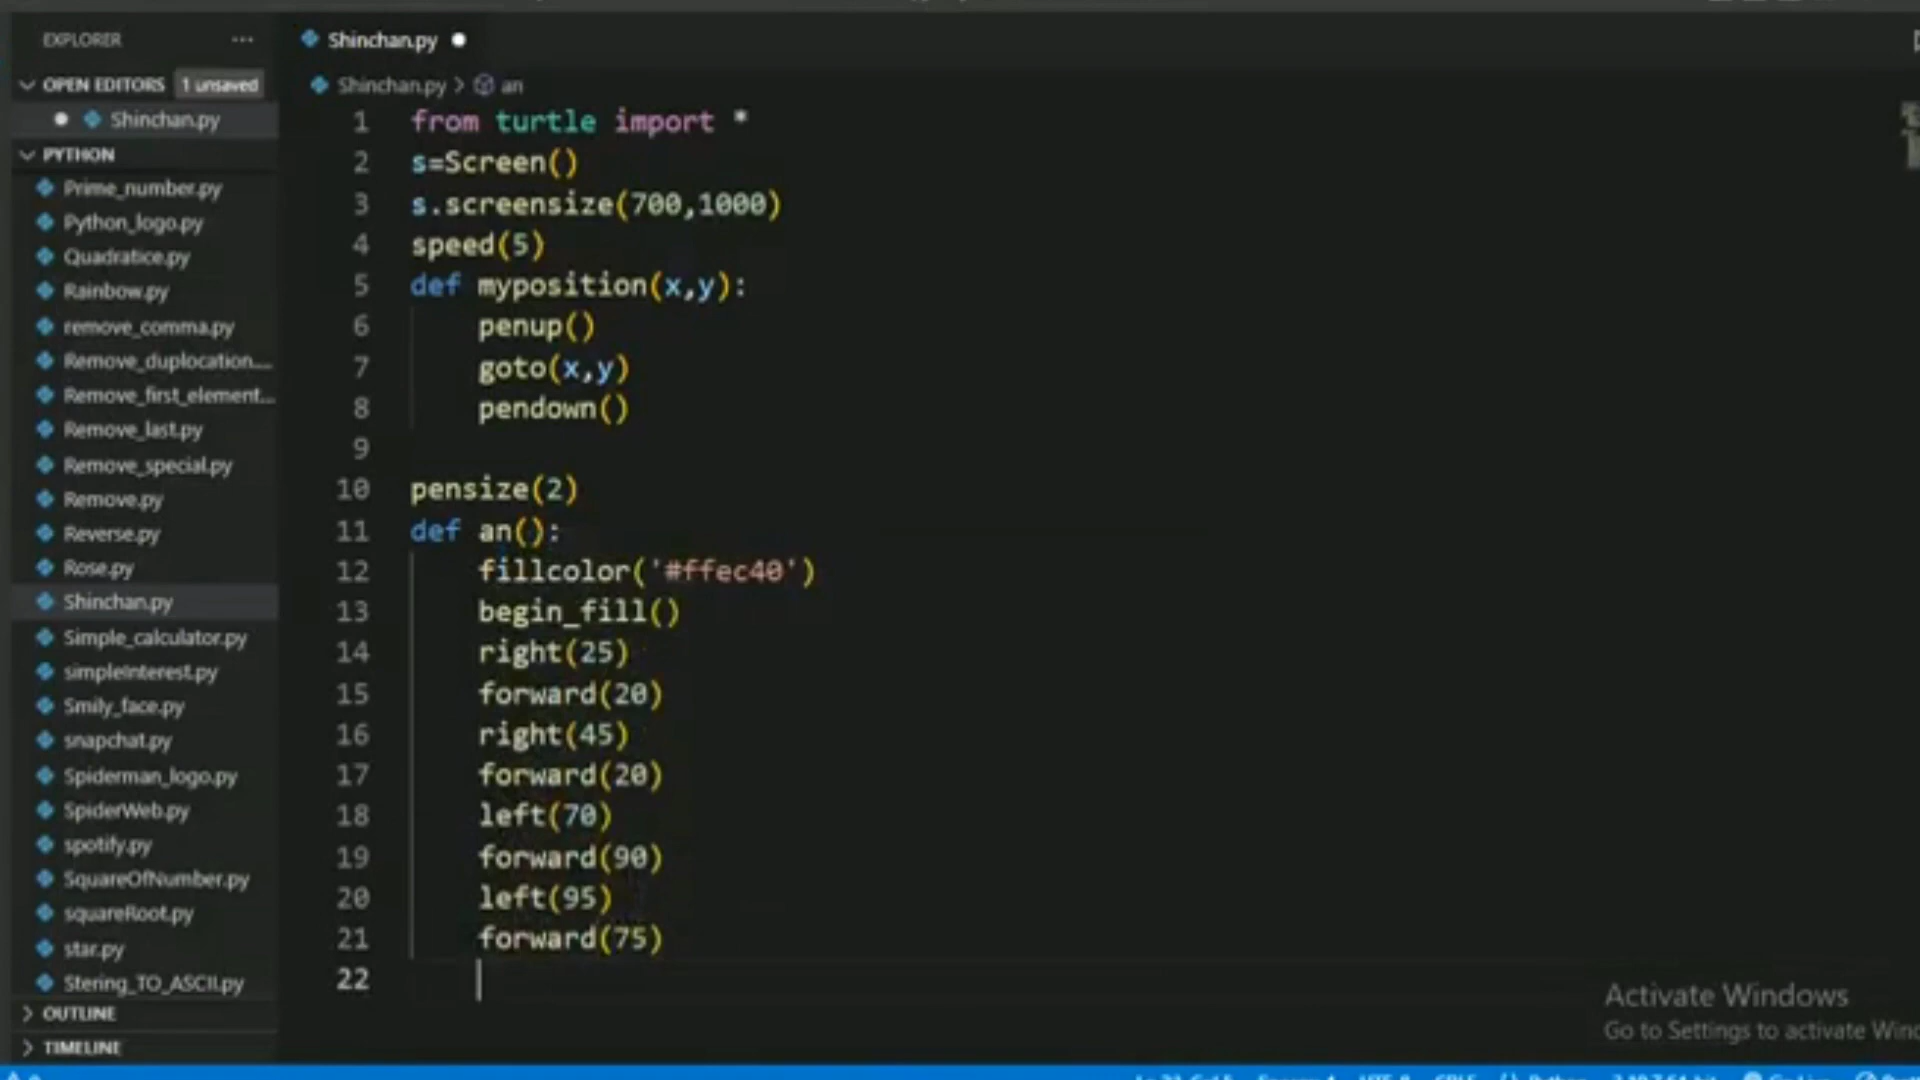 EXPLORER ...
OPEN EDITORS 1 unsaved
Shinchan.py
PYTHON
Prime_number.py
Python_logo.py
Quadratice.py
Rainbow.py
remove_comma.py
Remove_duplocation....
Remove_first_element...
Remove_last.py
Remove_special.py
Remove.py
Reverse.py
Rose.py
Shinchan.py
Simple_calculator.py
simpleInterest.py
Smily_face.py
snapchat.py
Spiderman_logo.py
SpiderWeb.py
spotify.py
SquareOfNumber.py
squareRoot.py
star.py
Stering_TO_ASCII.py
OUTLINE
TIMELINE
Shinchan.py
Shinchan.py > an
1 from turtle import *
2 s=Screen()
3 s.screensize(700,1000)
4 speed(5)
5 def myposition(x,y):
6 penup()
7 goto(x,y)
8 pendown()
9
10 pensize(2)
11 def an():
12 fillcolor('#ffec40')
13 begin_fill()
14 right(25)
15 forward(20)
16 right(45)
17 forward(20)
18 left(70)
19 forward(90)
20 left(95)
21 forward(75)
22
Activate Windows
Go to Settings to activate